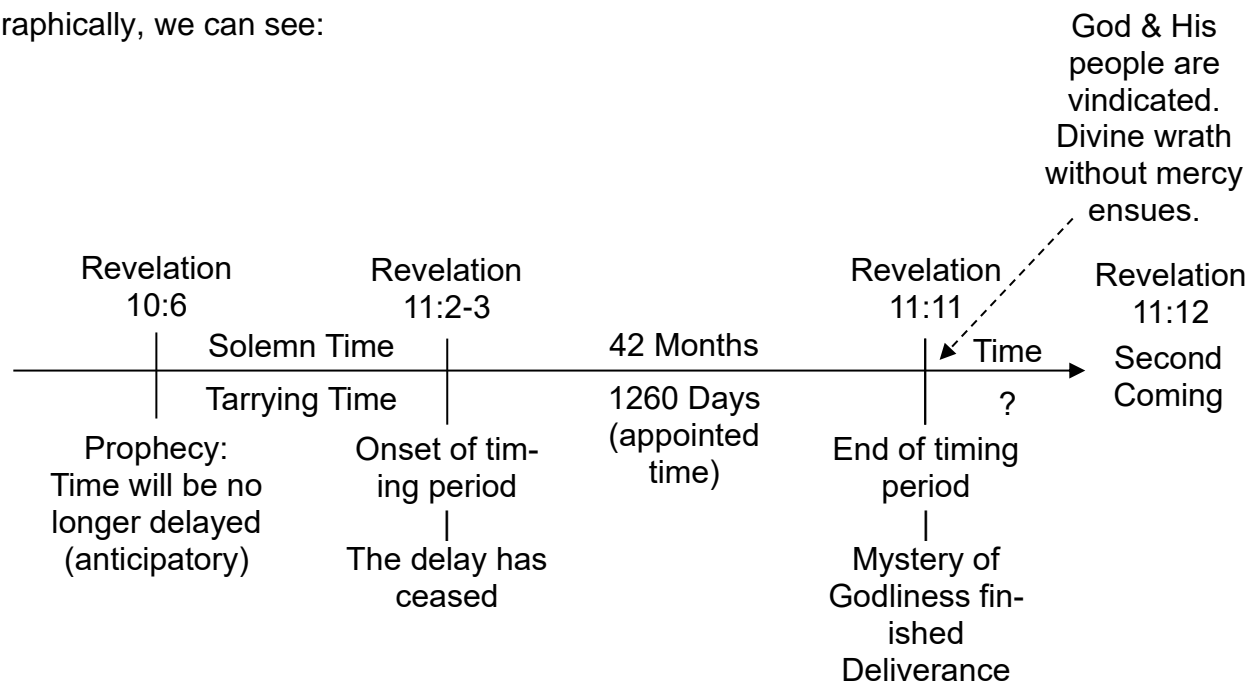 raphically, we can see:
God & His
people are
vindicated.
Divine wrath
without mercy
ensues.
Revelation
10:6
Revelation
11:2-3
Revelation
11:11
Revelation
11:12
Solemn Time
42 Months
Time
Second
Coming
Tarrying Time
1260 Days
(appointed
time)
?
Prophecy:
Time will be no
longer delayed
(anticipatory)
Onset of tim-
ing period
The delay has
ceased
End of timing
period
Mystery of
Godliness fin-
ished
Deliverance